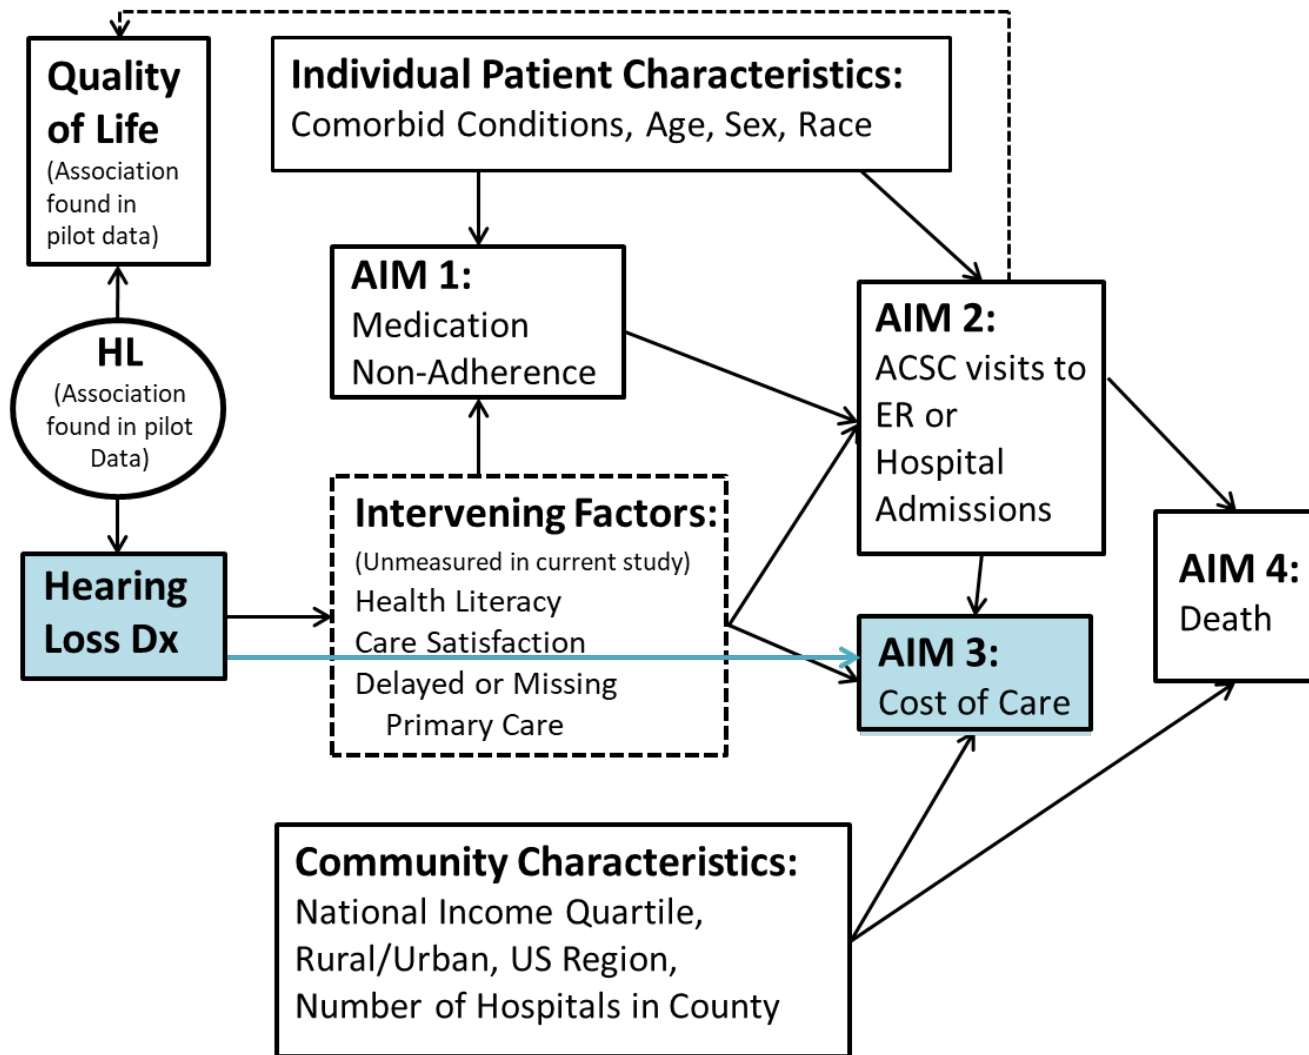 Quality
of Life
(Association
found in
pilot data)
Individual Patient Characteristics:
Comorbid Conditions, Age, Sex, Race
AIM 1:
Medication
Non-Adherence
AIM 2:
ACSC visits to
ER or
Hospital
Admissions
HL
(Association
found in pilot
Data)
Intervening Factors:
(Unmeasured in current study)
Health Literacy
Care Satisfaction
Delayed or Missing
Primary Care
Hearing
Loss Dx
AIM 3:
Cost of Care
AIM 4:
Death
Community Characteristics:
National Income Quartile,
Rural/Urban, US Region,
Number of Hospitals in County